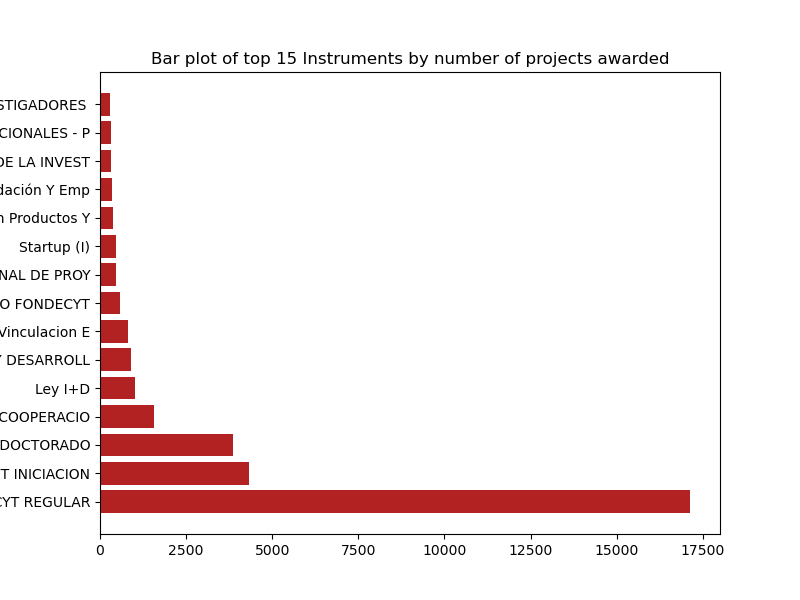 Bar plot of top 15 Instruments by number of projects awarded
STIGADORES
CIONALES - P
DE LA INVEST
dación Y Emp
n Productos Y
Startup (I)
NAL DE PROY
O FONDECYT
Vinculacion E
Y DESARROLL
Ley I+D
COOPERACIO
DOCTORADO
T INICIACION
CYT REGULAR
0 2500 5000 7500 10000 12500 15000 17500